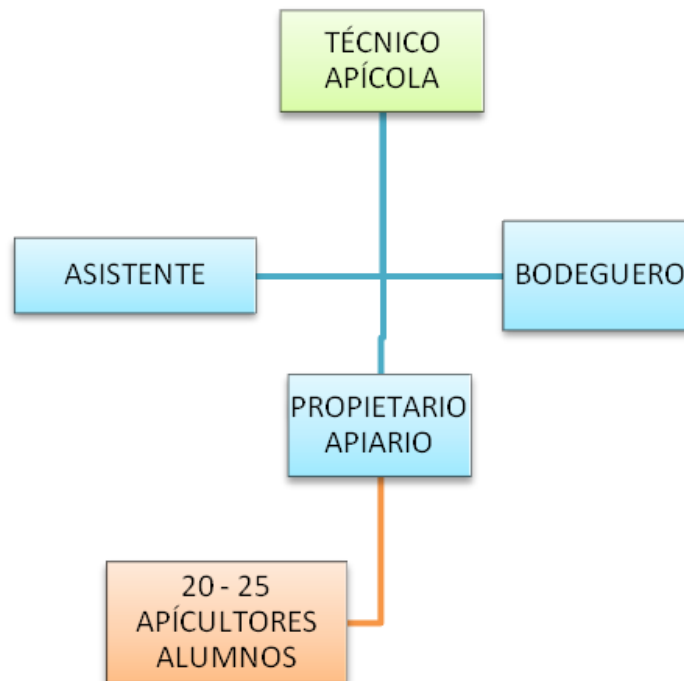 TÉCNICO
APÍCOLA
ASISTENTE
BODEGUERO
PROPIETARIO
APIARIO
20 - 25
APÍCULTORES
ALUMNOS